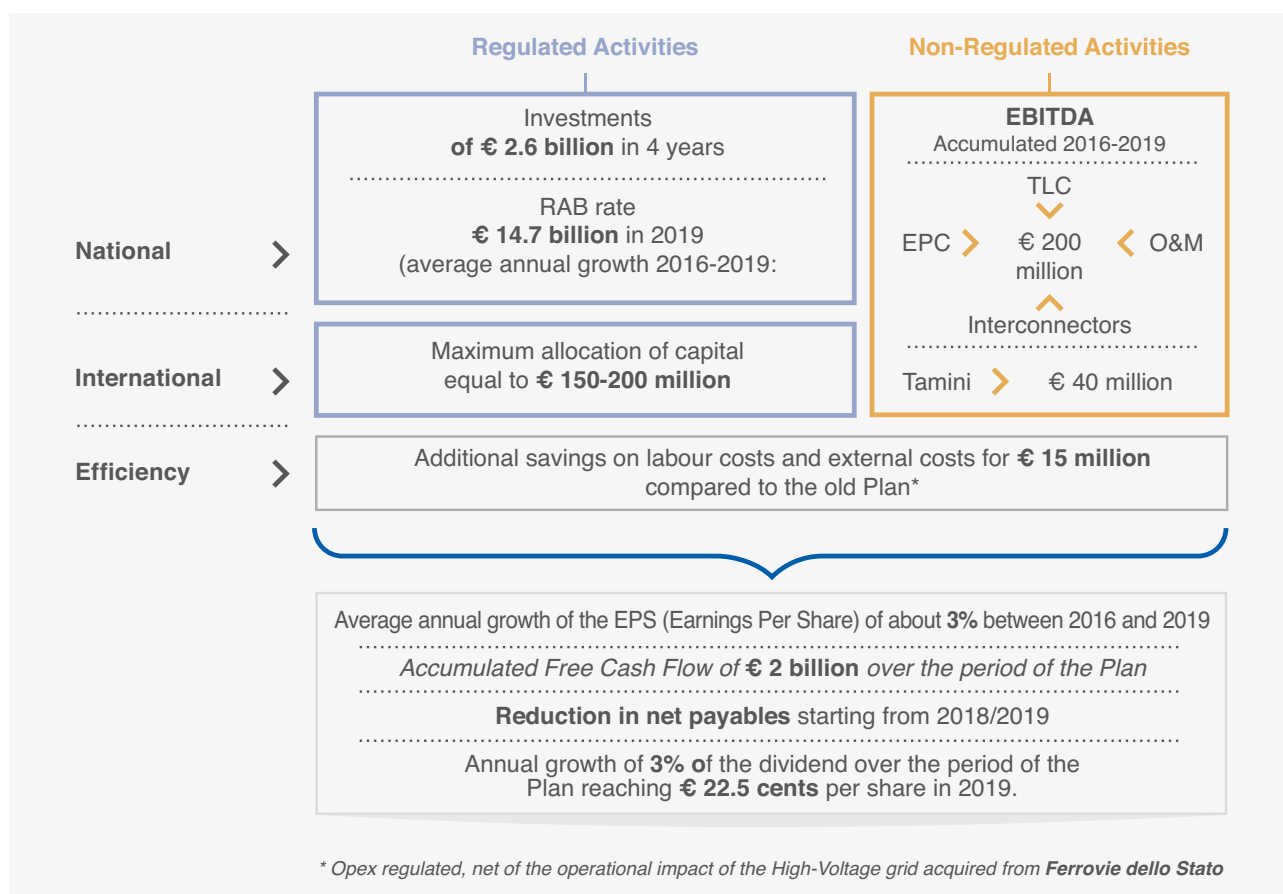 Regulated Activities
Non-Regulated Activities
National
Investments
of € 2.6 billion in 4 years
RAB rate
€ 14.7 billion in 2019
(average annual growth 2016-2019:
EBITDA
Accumulated 2016-2019
TLC
EPC € 200 O&M
million
Interconnectors
Tamini € 40 million
International
Maximum allocation of capital
equal to € 150-200 million
Efficiency
Additional savings on labour costs and external costs for € 15 million
compared to the old Plan*
Average annual growth of the EPS (Earnings Per Share) of about 3% between 2016 and 2019
Accumulated Free Cash Flow of € 2 billion over the period of the Plan
Reduction in net payables starting from 2018/2019
Annual growth of 3% of the dividend over the period of the
Plan reaching € 22.5 cents per share in 2019.
* Opex regulated, net of the operational impact of the High-Voltage grid acquired from Ferrovie dello Stato